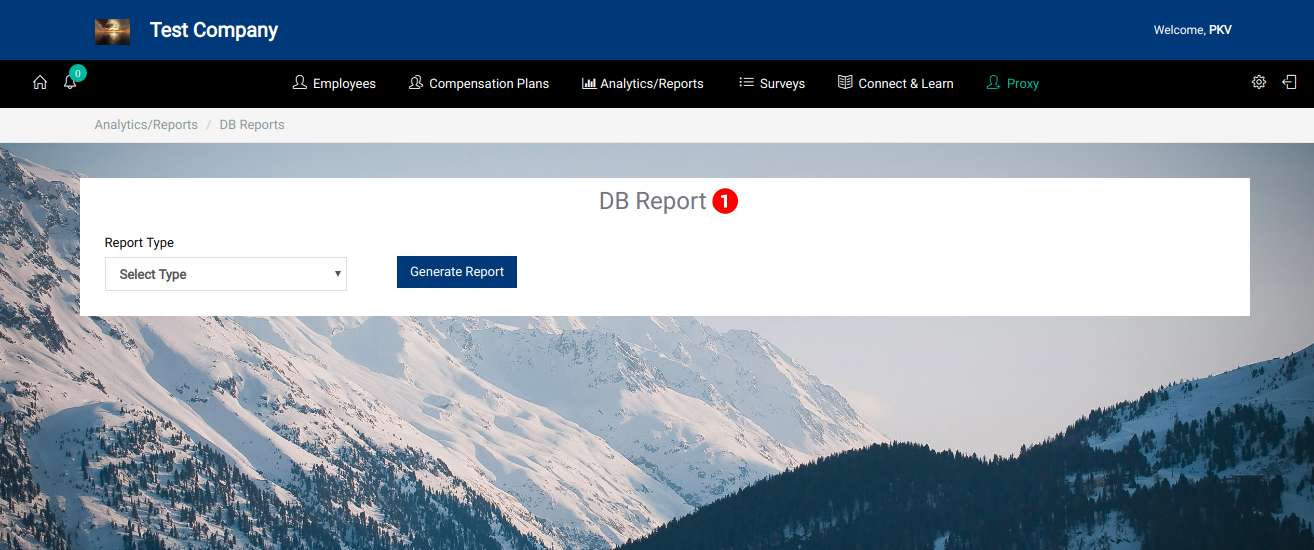 Test Company
Welcome, PKV
0
Employees
Compensation Plans
Analytics/Reports
Surveys
Connect & Learn
Proxy
Analytics/Reports / DB Reports
DB Report 1
Report Type
Select Type
Generate Report